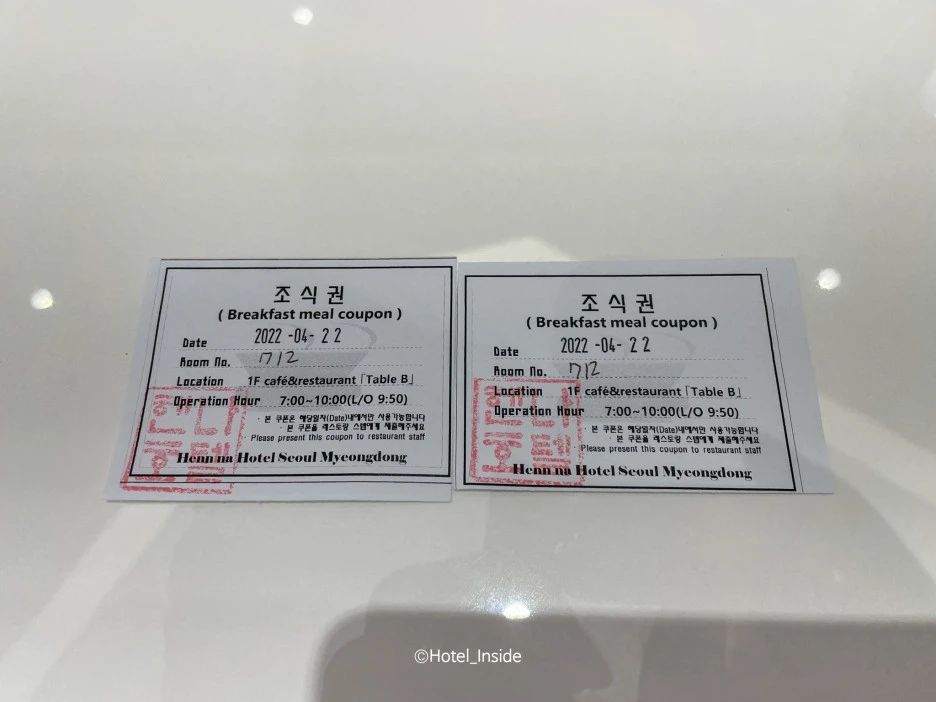 조식권
( Breakfast meal coupon )
Date 2022 -04- 2 2
Room No. 712
Location 1F café&restaurant「Table B」
Operation Hour 7:00~10:00(L/O 9:50)
· 본 쿠폰은 해당일자(Date)내에서만 사용가능합니다
· 본 쿠폰을 레스토랑 스탭에게 제출해주세요
Please present this coupon to restaurant staff
Henn na Hotel Seoul Myeongdong
조식권
( Breakfast meal coupon )
Date 2022 -04- 2 2
Room No. 712
Location 1F café&restaurant「Table B」
Operation Hour 7:00~10:00(L/O 9:50)
· 본 쿠폰은 해당일자(Date)내에서만 사용가능합니다
· 본 쿠폰을 레스토랑 스탭에게 제출해주세요
Please present this coupon to restaurant staff
Henn na Hotel Seoul Myeongdong
©Hotel_Inside